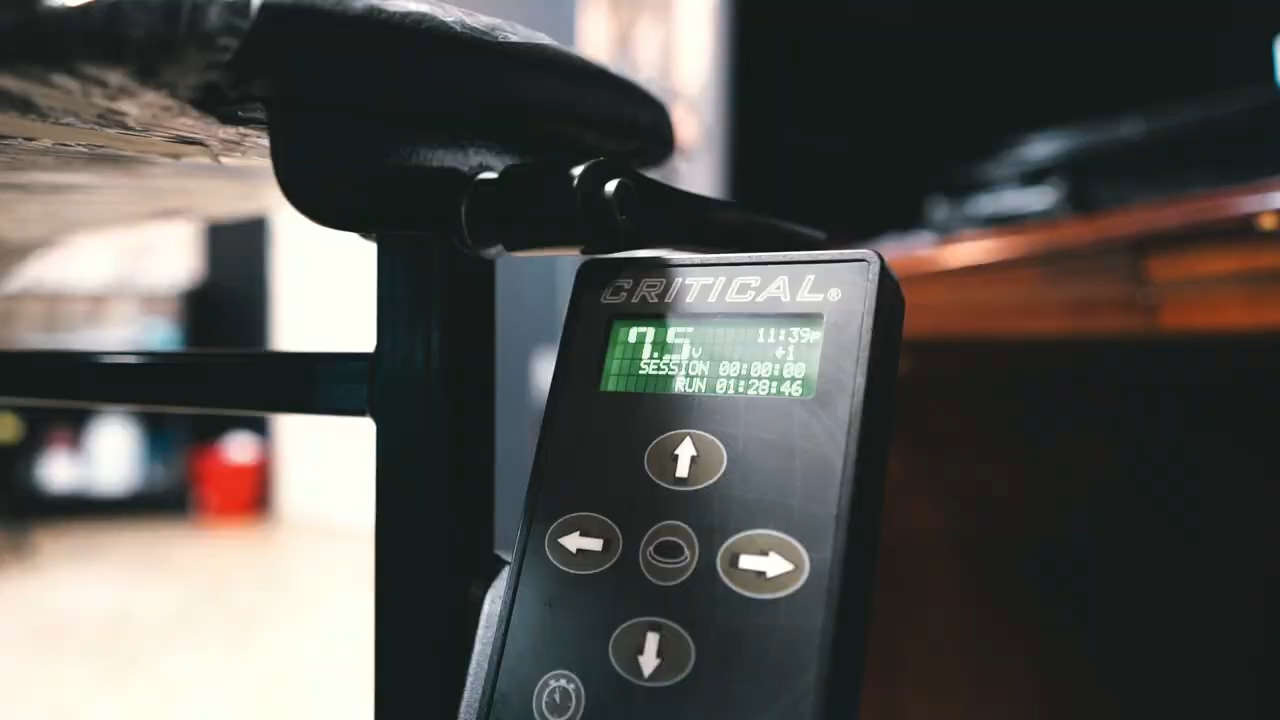 CRITICAL®
7.5v 11:39P
+1
SESSION 00:00:00
RUN 01:28:46